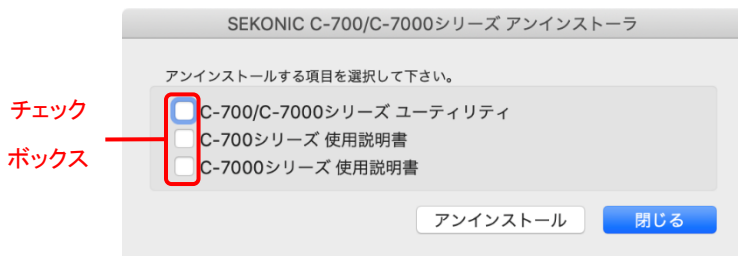 SEKONIC C-700/C-7000シリーズ アンインストーラ
アンインストールする項目を選択して下さい。
チェック
ボックス
C-700/C-7000シリーズ ユーティリティ
C-700シリーズ 使用説明書
C-7000シリーズ 使用説明書
アンインストール
閉じる